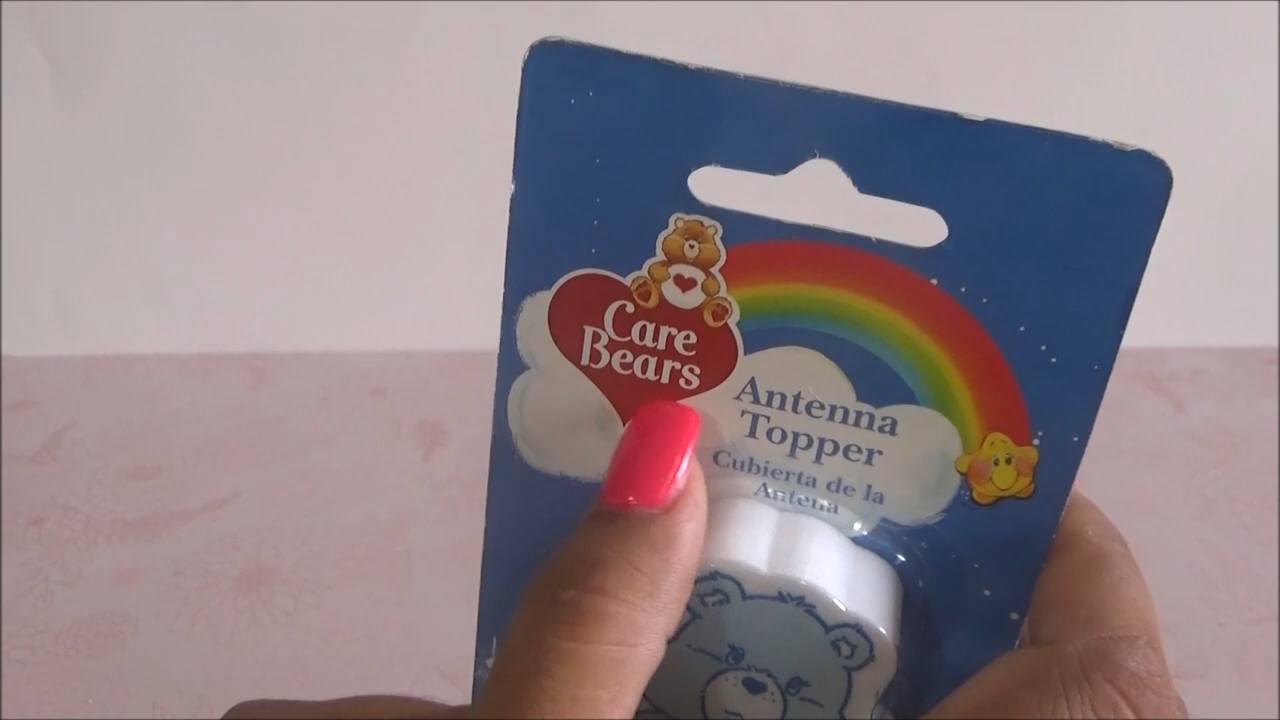 Care
Bears
Antenna
Topper
Cubierta de la
Antena